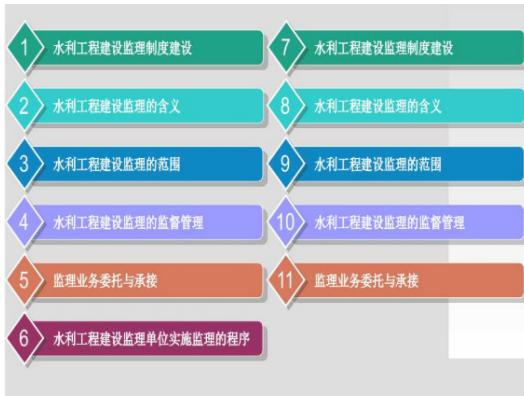 1 水利工程建设监理制度建设
2 水利工程建设监理的含义
3 水利工程建设监理的范围
4 水利工程建设监理的监督管理
5 监理业务委托与承接
6 水利工程建设监理单位实施监理的程序
7 水利工程建设监理制度建设
8 水利工程建设监理的含义
9 水利工程建设监理的范围
10 水利工程建设监理的监督管理
11 监理业务委托与承接